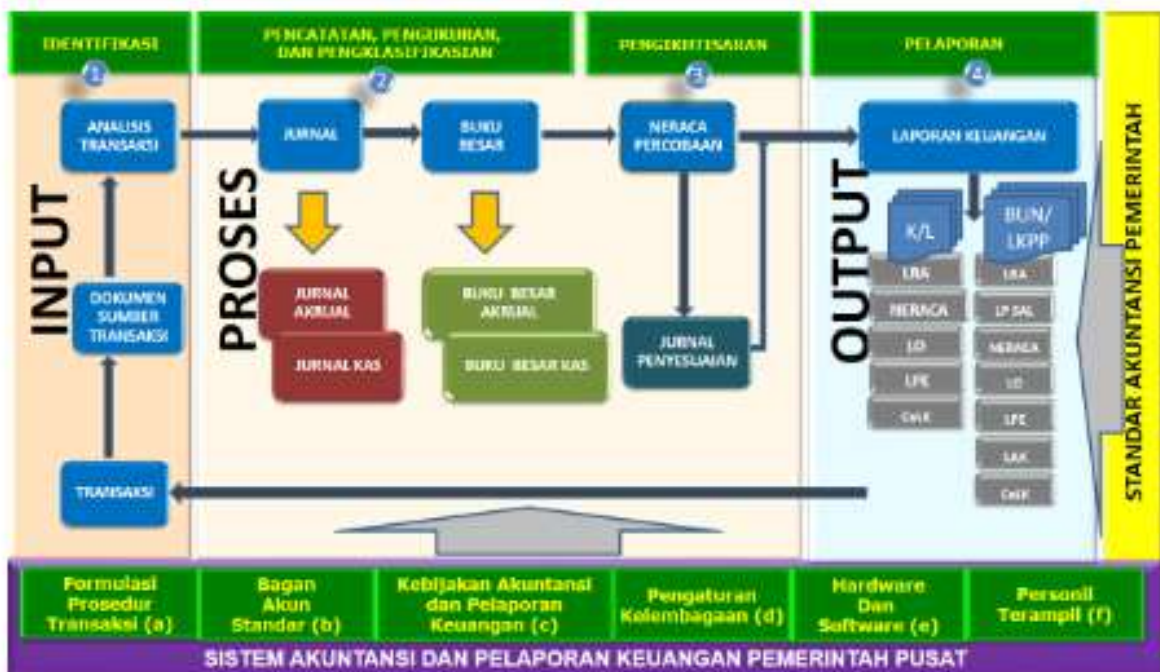 IDENTIFIKASI
PENCATATAN, PENGUKURAN,
DAN PENGKLASIFIKASIAN
PENGIKHTISARAN
PELAPORAN
1
2
3
4
ANALISIS
TRANSAKSI
JURNAL
BUKU
BESAR
NERACA
PERCOBAAN
LAPORAN KEUANGAN
INPUT
PROSES
OUTPUT
K/L
BUN/
LKPP
DOKUMEN
SUMBER
TRANSAKSI
JURNAL
AKRUAL
JURNAL KAS
BUKU BESAR
AKRUAL
BUKU BESAR KAS
JURNAL
PENYESUAIAN
LRA
NERACA
LO
LPE
CaLK
LRA
LP SAL
NERACA
LO
LPE
LAK
CaLK
TRANSAKSI
STANDAR AKUNTANSI PEMERINTAH
Formulasi
Prosedur
Transaksi (a)
Bagan
Akun
Standar (b)
Kebijakan Akuntansi
dan Pelaporan
Keuangan (c)
Pengaturan
Kelembagaan (d)
Hardware
Dan
Software (e)
Personil
Terampil (f)
SISTEM AKUNTANSI DAN PELAPORAN KEUANGAN PEMERINTAH PUSAT